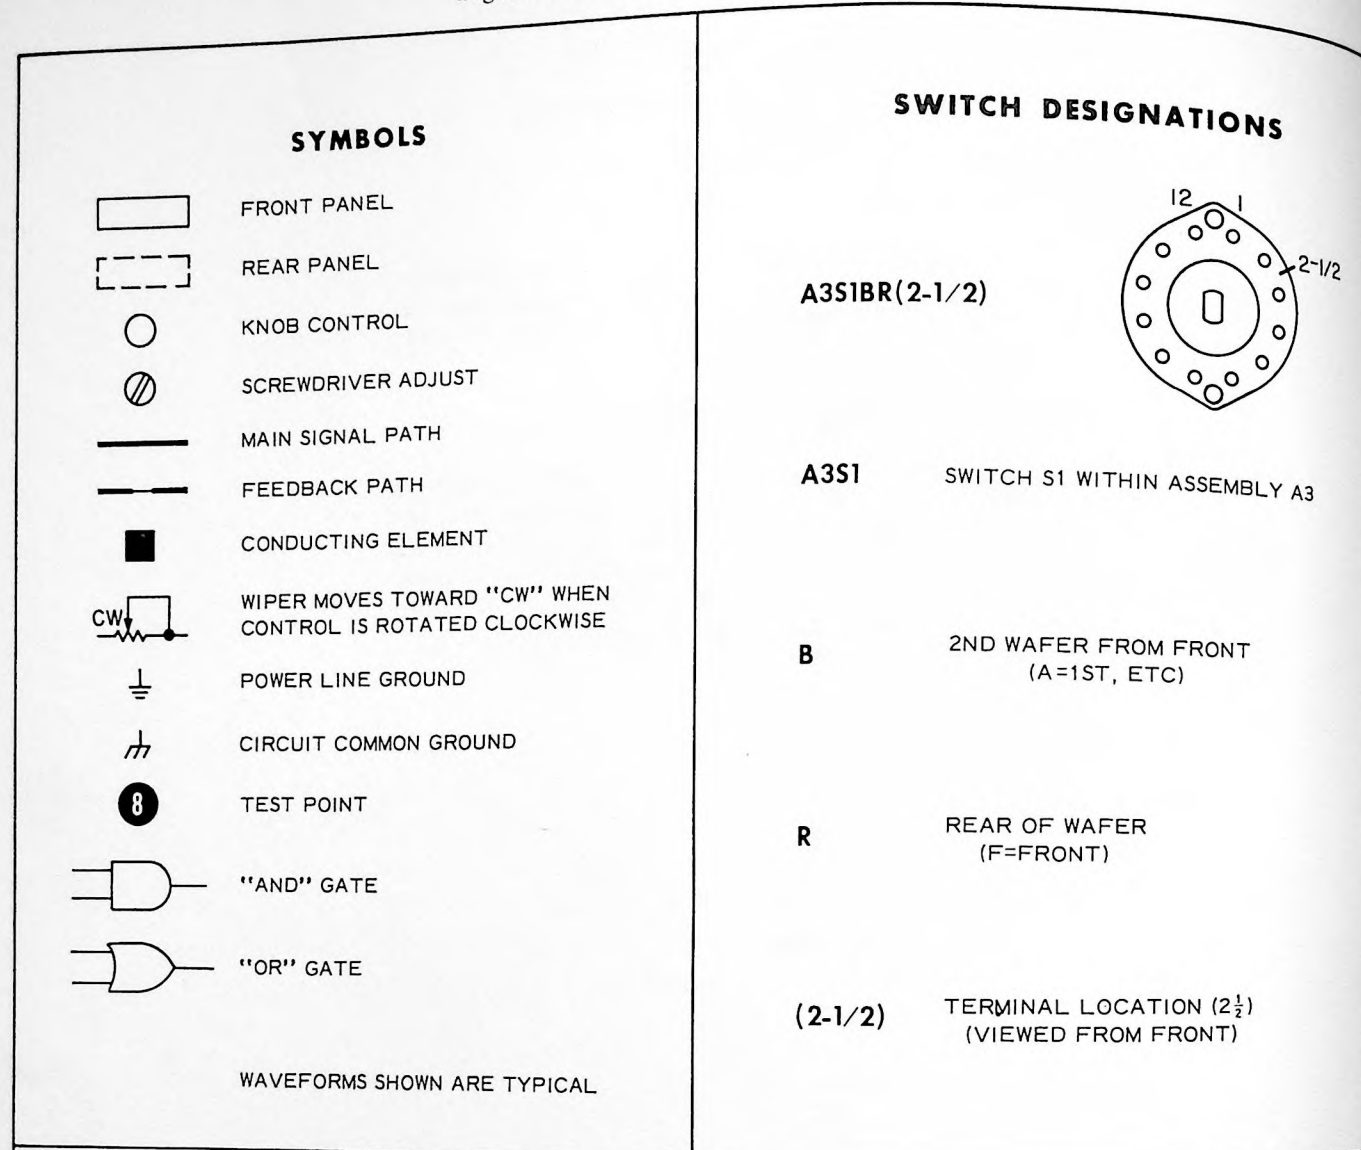 SYMBOLS
FRONT PANEL
REAR PANEL
KNOB CONTROL
SCREWDRIVER ADJUST
MAIN SIGNAL PATH
FEEDBACK PATH
CONDUCTING ELEMENT
CW
WIPER MOVES TOWARD "CW" WHEN
CONTROL IS ROTATED CLOCKWISE
POWER LINE GROUND
CIRCUIT COMMON GROUND
8
TEST POINT
"AND" GATE
"OR" GATE
WAVEFORMS SHOWN ARE TYPICAL
SWITCH DESIGNATIONS
12 1
2-1/2
A3S1BR(2-1/2)
A3S1 SWITCH S1 WITHIN ASSEMBLY A3
B 2ND WAFER FROM FRONT
(A=1ST, ETC)
R REAR OF WAFER
(F=FRONT)
(2-1/2) TERMINAL LOCATION (2½)
(VIEWED FROM FRONT)